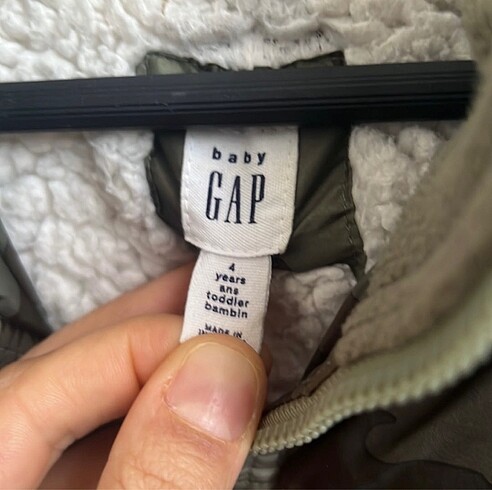 baby
GAP
4
years
ans
toddler
bambin
MADE IN